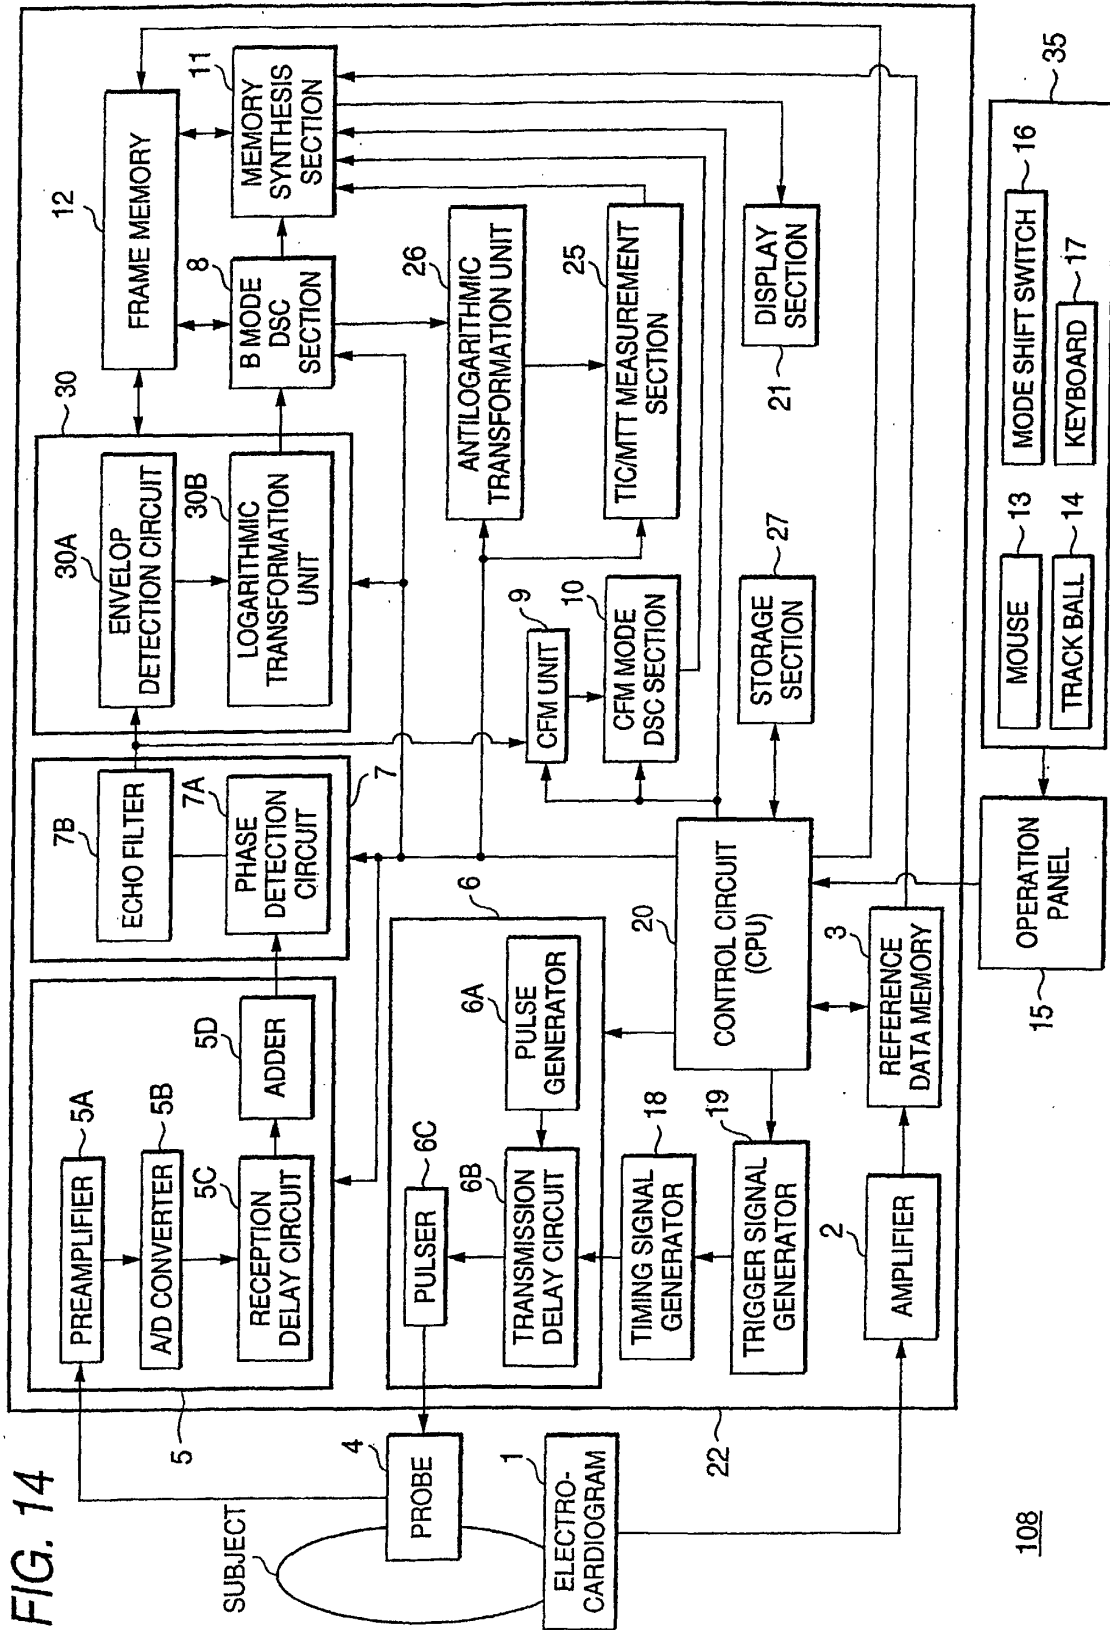 FIG. 14
SUBJECT
4
PROBE
1
ELECTRO-
CARDIOGRAM
108
5
PREAMPLIFIER
5A
A/D CONVERTER
5B
RECEPTION
DELAY CIRCUIT
5C
ADDER
5D
7B
ECHO FILTER
7A
PHASE
DETECTION
CIRCUIT
7
30A
ENVELOP
DETECTION CIRCUIT
30B
LOGARITHMIC
TRANSFORMATION
UNIT
30
12
FRAME MEMORY
8
B MODE
DSC
SECTION
11
MEMORY
SYNTHESIS
SECTION
6
PULSER
6C
TRANSMISSION
DELAY CIRCUIT
6B
6A
PULSE
GENERATOR
9
CFM UNIT
10
CFM MODE
DSC SECTION
26
ANTILOGARITHMIC
TRANSFORMATION UNIT
25
TIC/MTT MEASUREMENT
SECTION
TIMING SIGNAL
GENERATOR
18
TRIGGER SIGNAL
GENERATOR
19
20
CONTROL CIRCUIT
(CPU)
STORAGE
SECTION
27
DISPLAY
SECTION
21
22
2
AMPLIFIER
3
REFERENCE
DATA MEMORY
15
OPERATION
PANEL
MOUSE
13
TRACK BALL
14
MODE SHIFT SWITCH
16
KEYBOARD
17
35